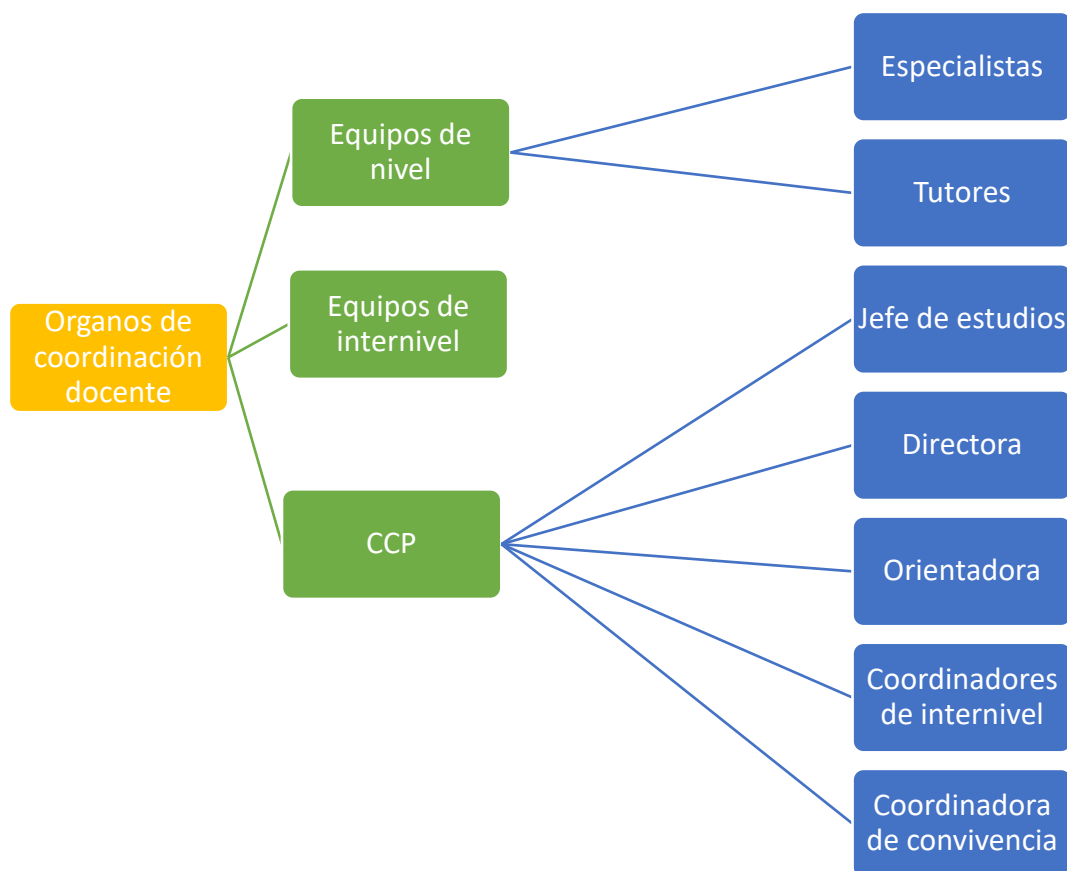 Organos de
coordinación
docente
Equipos de
nivel
Equipos de
internivel
CCP
Especialistas
Tutores
Jefe de estudios
Directora
Orientadora
Coordinadores
de internivel
Coordinadora
de convivencia